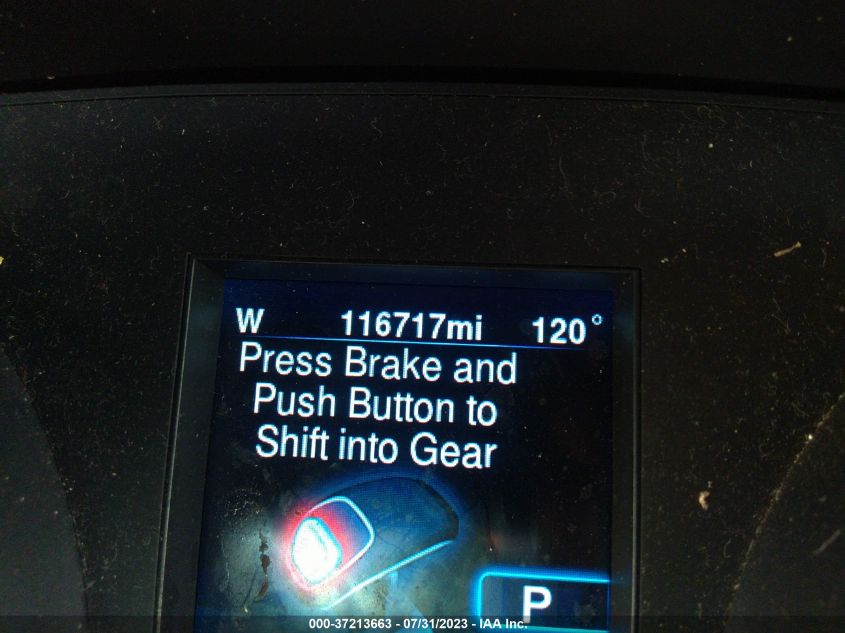 W 116717mi 120°
Press Brake and
Push Button to
Shift into Gear
P
000-37213663 - 07/31/2023 - IAA Inc.